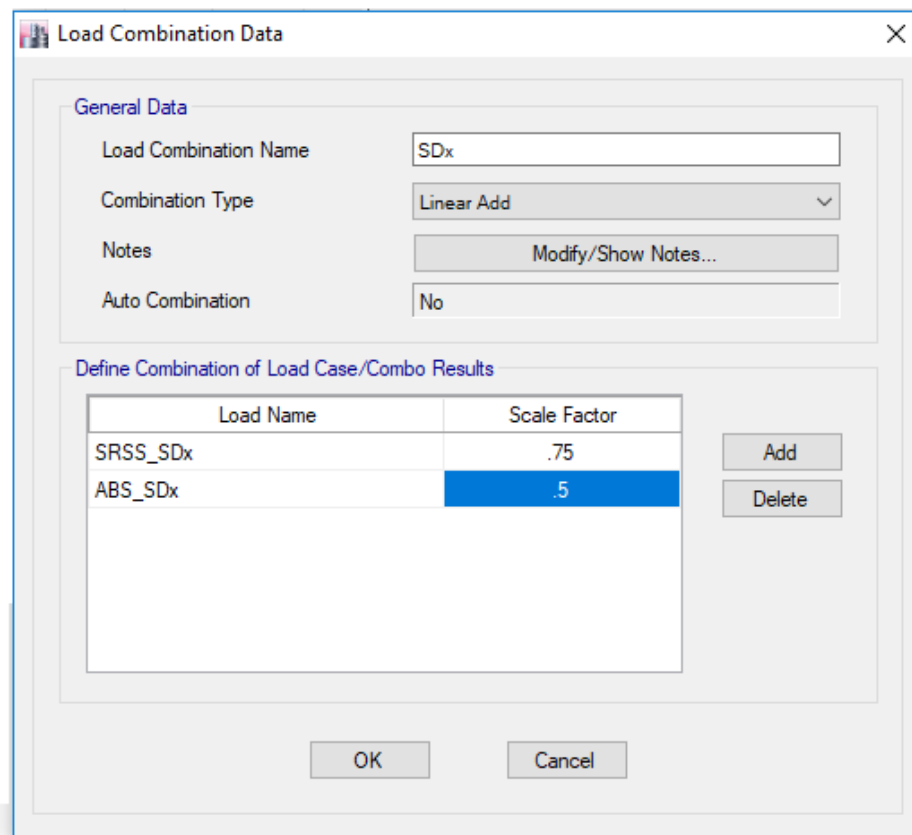 Load Combination Data
General Data
Load Combination Name
SDx
Combination Type
Linear Add
Notes
Modify/Show Notes...
Auto Combination
No
Define Combination of Load Case/Combo Results
Load Name Scale Factor
SRSS_SDx .75
ABS_SDx .5
Add
Delete
OK Cancel